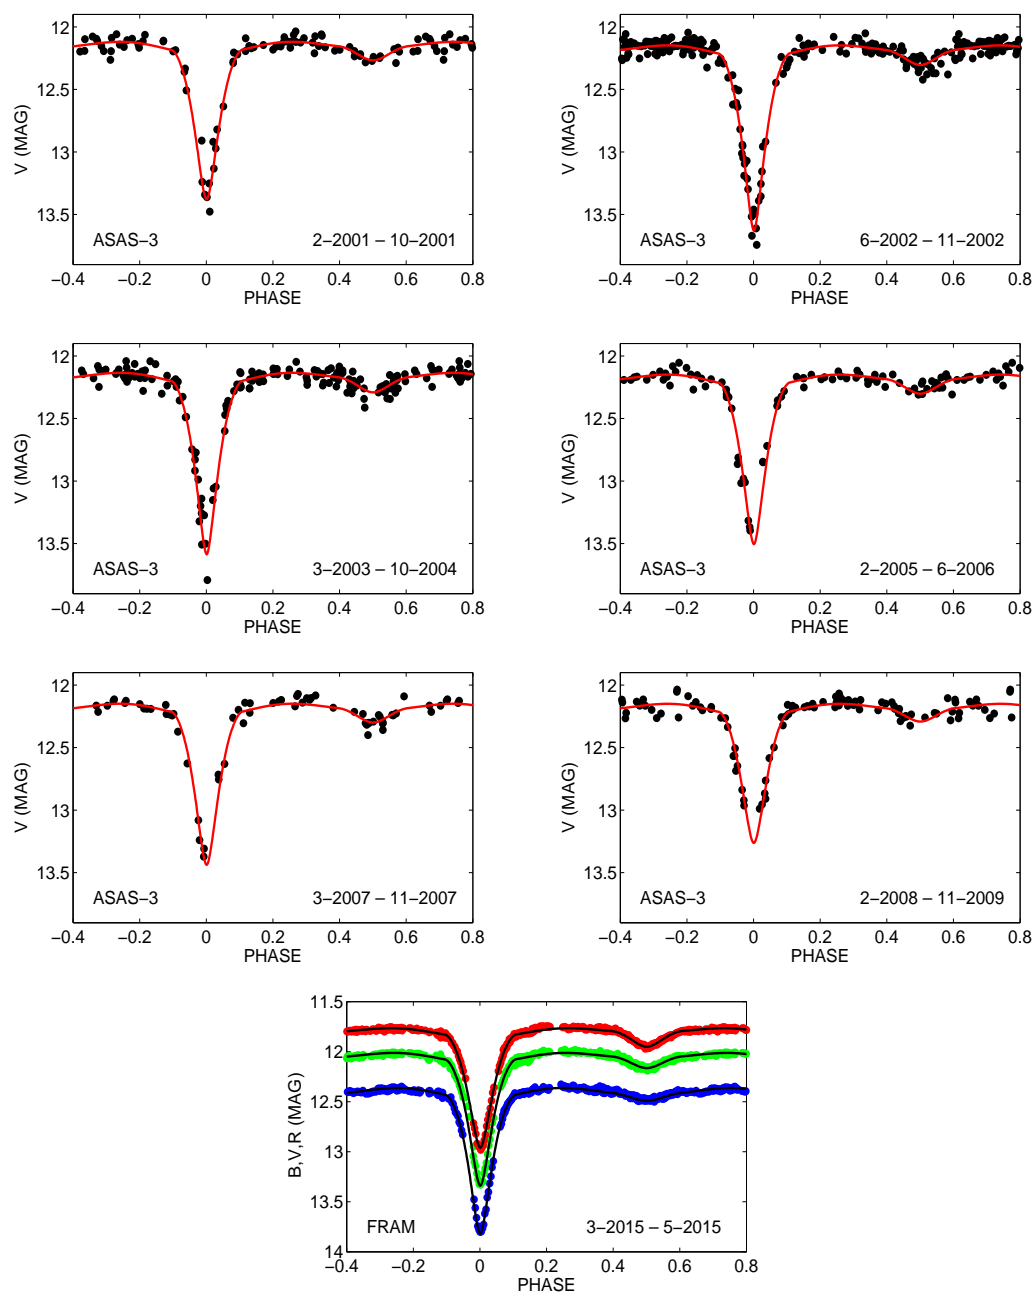 12
12.5
13
13.5
V (MAG)
ASAS−3
2−2001 − 10−2001
−0.4 −0.2 0 0.2 0.4 0.6 0.8
PHASE
12
12.5
13
13.5
V (MAG)
ASAS−3
6−2002 − 11−2002
−0.4 −0.2 0 0.2 0.4 0.6 0.8
PHASE
12
12.5
13
13.5
V (MAG)
ASAS−3
3−2003 − 10−2004
−0.4 −0.2 0 0.2 0.4 0.6 0.8
PHASE
12
12.5
13
13.5
V (MAG)
ASAS−3
2−2005 − 6−2006
−0.4 −0.2 0 0.2 0.4 0.6 0.8
PHASE
12
12.5
13
13.5
V (MAG)
ASAS−3
3−2007 − 11−2007
−0.4 −0.2 0 0.2 0.4 0.6 0.8
PHASE
12
12.5
13
13.5
V (MAG)
ASAS−3
2−2008 − 11−2009
−0.4 −0.2 0 0.2 0.4 0.6 0.8
PHASE
11.5
12
12.5
13
13.5
14
B,V,R (MAG)
FRAM
3−2015 − 5−2015
−0.4 −0.2 0 0.2 0.4 0.6 0.8
PHASE